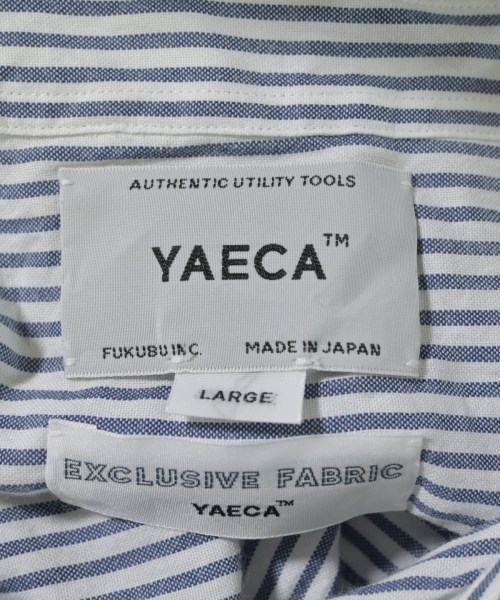 AUTHENTIC UTILITY TOOLS
YAECA™
FUKUBU INC. MADE IN JAPAN
LARGE
EXCLUSIVE FABRIC
YAECA™